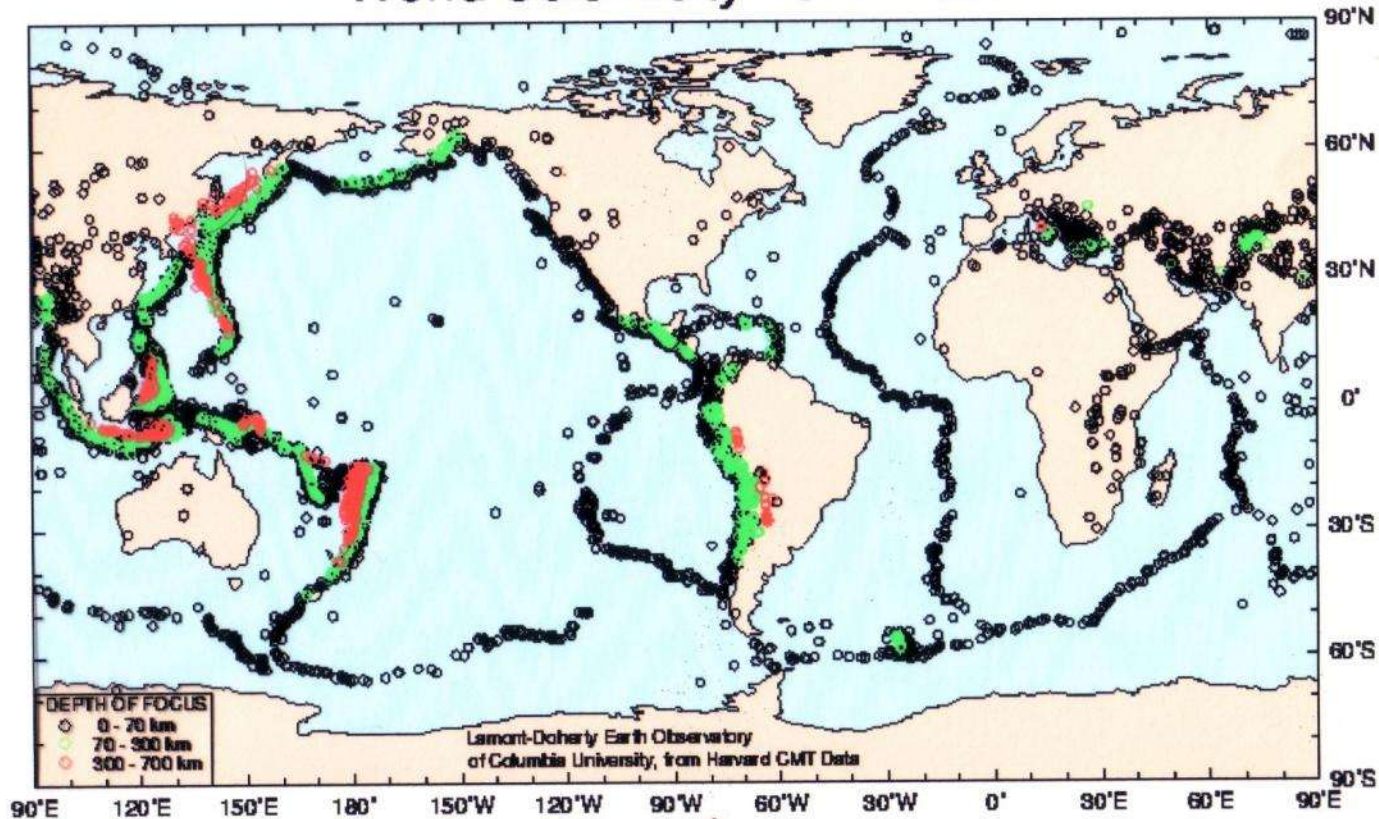 90°N
60°N
30°N
0°
30°S
60°S
90°S
DEPTH OF FOCUS
0 - 70 km
70 - 300 km
300 - 700 km
Lamont-Doherty Earth Observatory
of Columbia University, from Harvard CMT Data
90°E 120°E 150°E 180° 150°W 120°W 90°W 60°W 30°W 0° 30°E 60°E 90°E